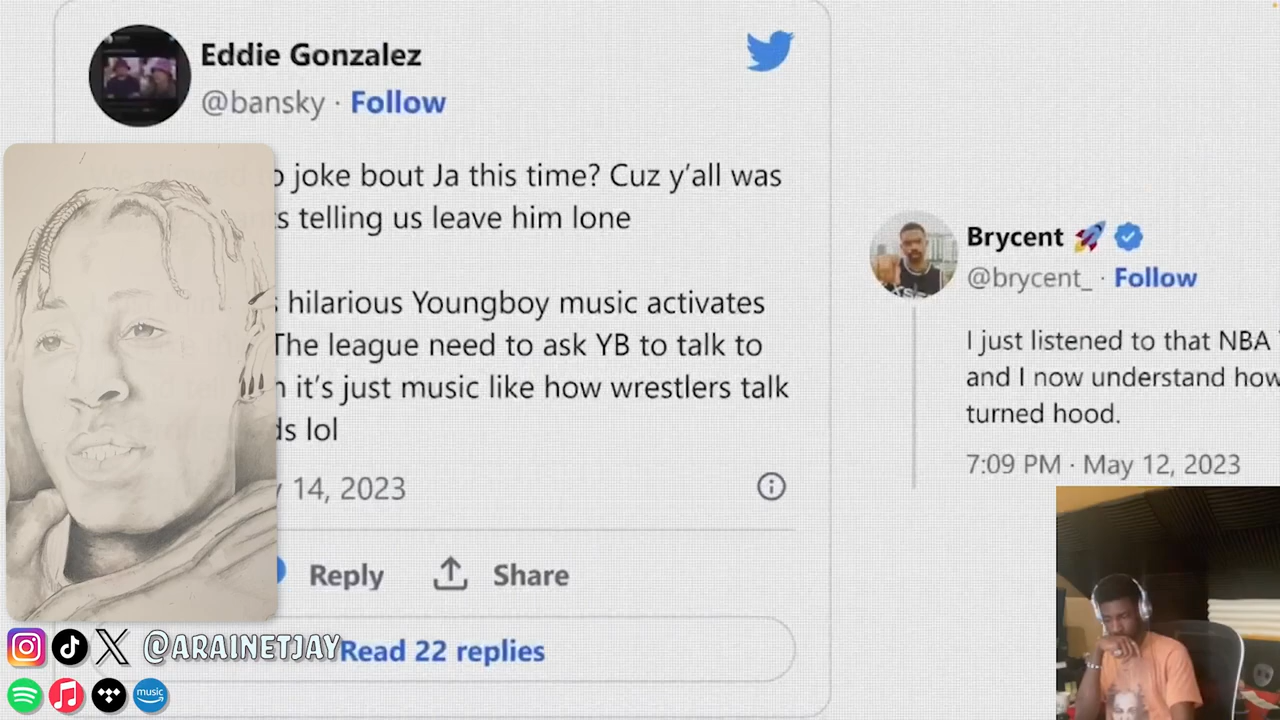 Eddie Gonzalez
@bansky · Follow
joke bout Ja this time? Cuz y'all was
telling us leave him lone
hilarious Youngboy music activates
The league need to ask YB to talk to
it's just music like how wrestlers talk
lol
14, 2023
Reply
Share
Read 22 replies
Brycent 🚀
@brycent_ · Follow
I just listened to that NBA
and I now understand how
turned hood.
7:09 PM · May 12, 2023
@ARAINETJAY
music